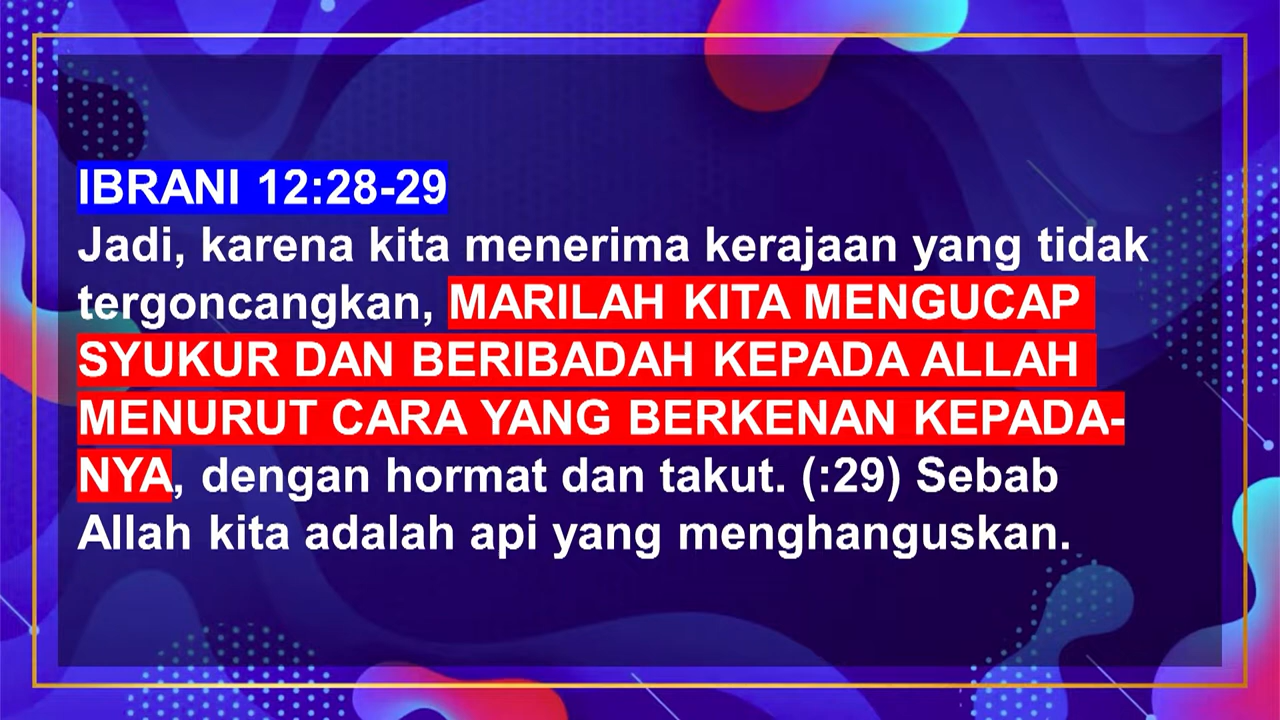 IBRANI 12:28-29
Jadi, karena kita menerima kerajaan yang tidak
tergoncangkan, MARILAH KITA MENGUCAP
SYUKUR DAN BERIBADAH KEPADA ALLAH
MENURUT CARA YANG BERKENAN KEPADA-
NYA, dengan hormat dan takut. (:29) Sebab
Allah kita adalah api yang menghanguskan.